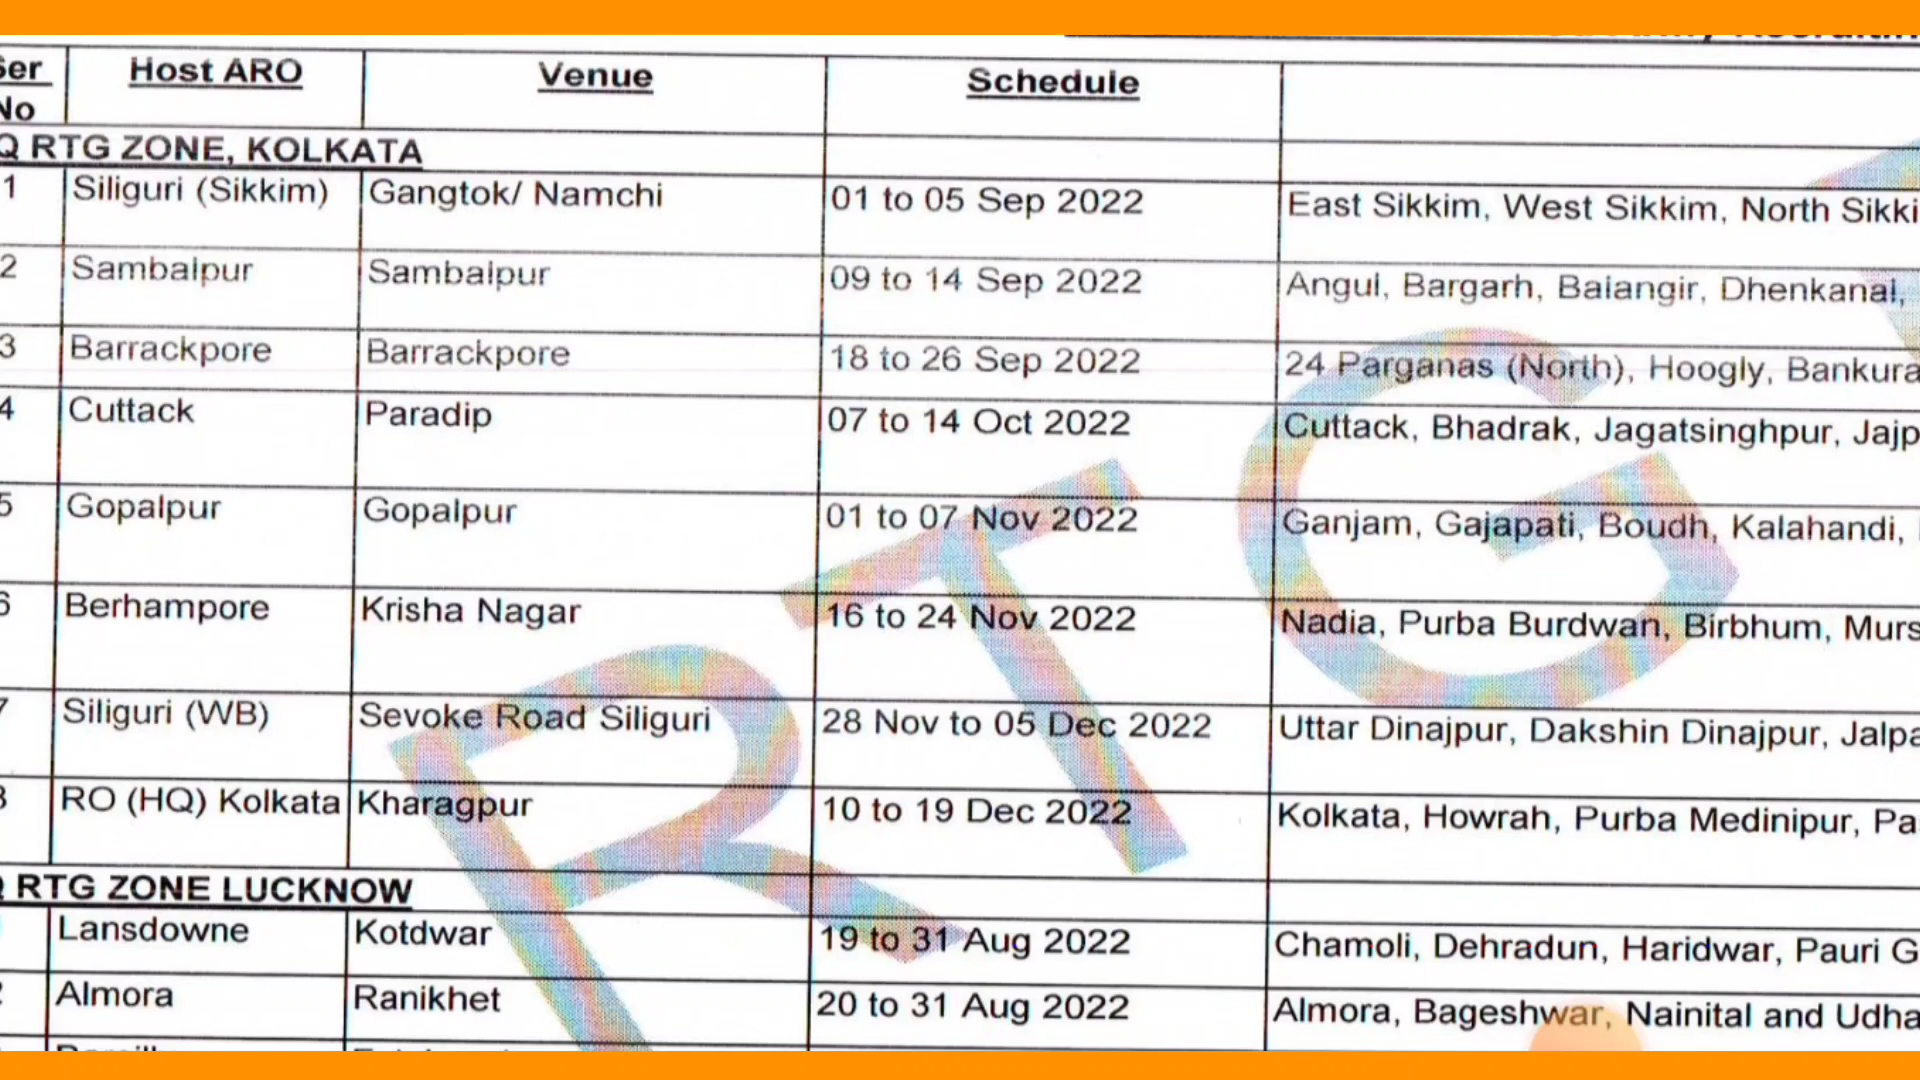 Ser No Host ARO Venue Schedule
Q RTG ZONE, KOLKATA
1 Siliguri (Sikkim) Gangtok/ Namchi 01 to 05 Sep 2022 East Sikkim, West Sikkim, North Sikki
2 Sambalpur Sambalpur 09 to 14 Sep 2022 Angul, Bargarh, Balangir, Dhenkanal,
3 Barrackpore Barrackpore 18 to 26 Sep 2022 24 Parganas (North), Hoogly, Bankura
4 Cuttack Paradip 07 to 14 Oct 2022 Cuttack, Bhadrak, Jagatsinghpur, Jajp
5 Gopalpur Gopalpur 01 to 07 Nov 2022 Ganjam, Gajapati, Boudh, Kalahandi,
6 Berhampore Krisha Nagar 16 to 24 Nov 2022 Nadia, Purba Burdwan, Birbhum, Murs
7 Siliguri (WB) Sevoke Road Siliguri 28 Nov to 05 Dec 2022 Uttar Dinajpur, Dakshin Dinajpur, Jalpa
8 RO (HQ) Kolkata Kharagpur 10 to 19 Dec 2022 Kolkata, Howrah, Purba Medinipur, Pa
RTG ZONE LUCKNOW
Lansdowne Kotdwar 19 to 31 Aug 2022 Chamoli, Dehradun, Haridwar, Pauri G
Almora Ranikhet 20 to 31 Aug 2022 Almora, Bageshwar, Nainital and Udha
RTG